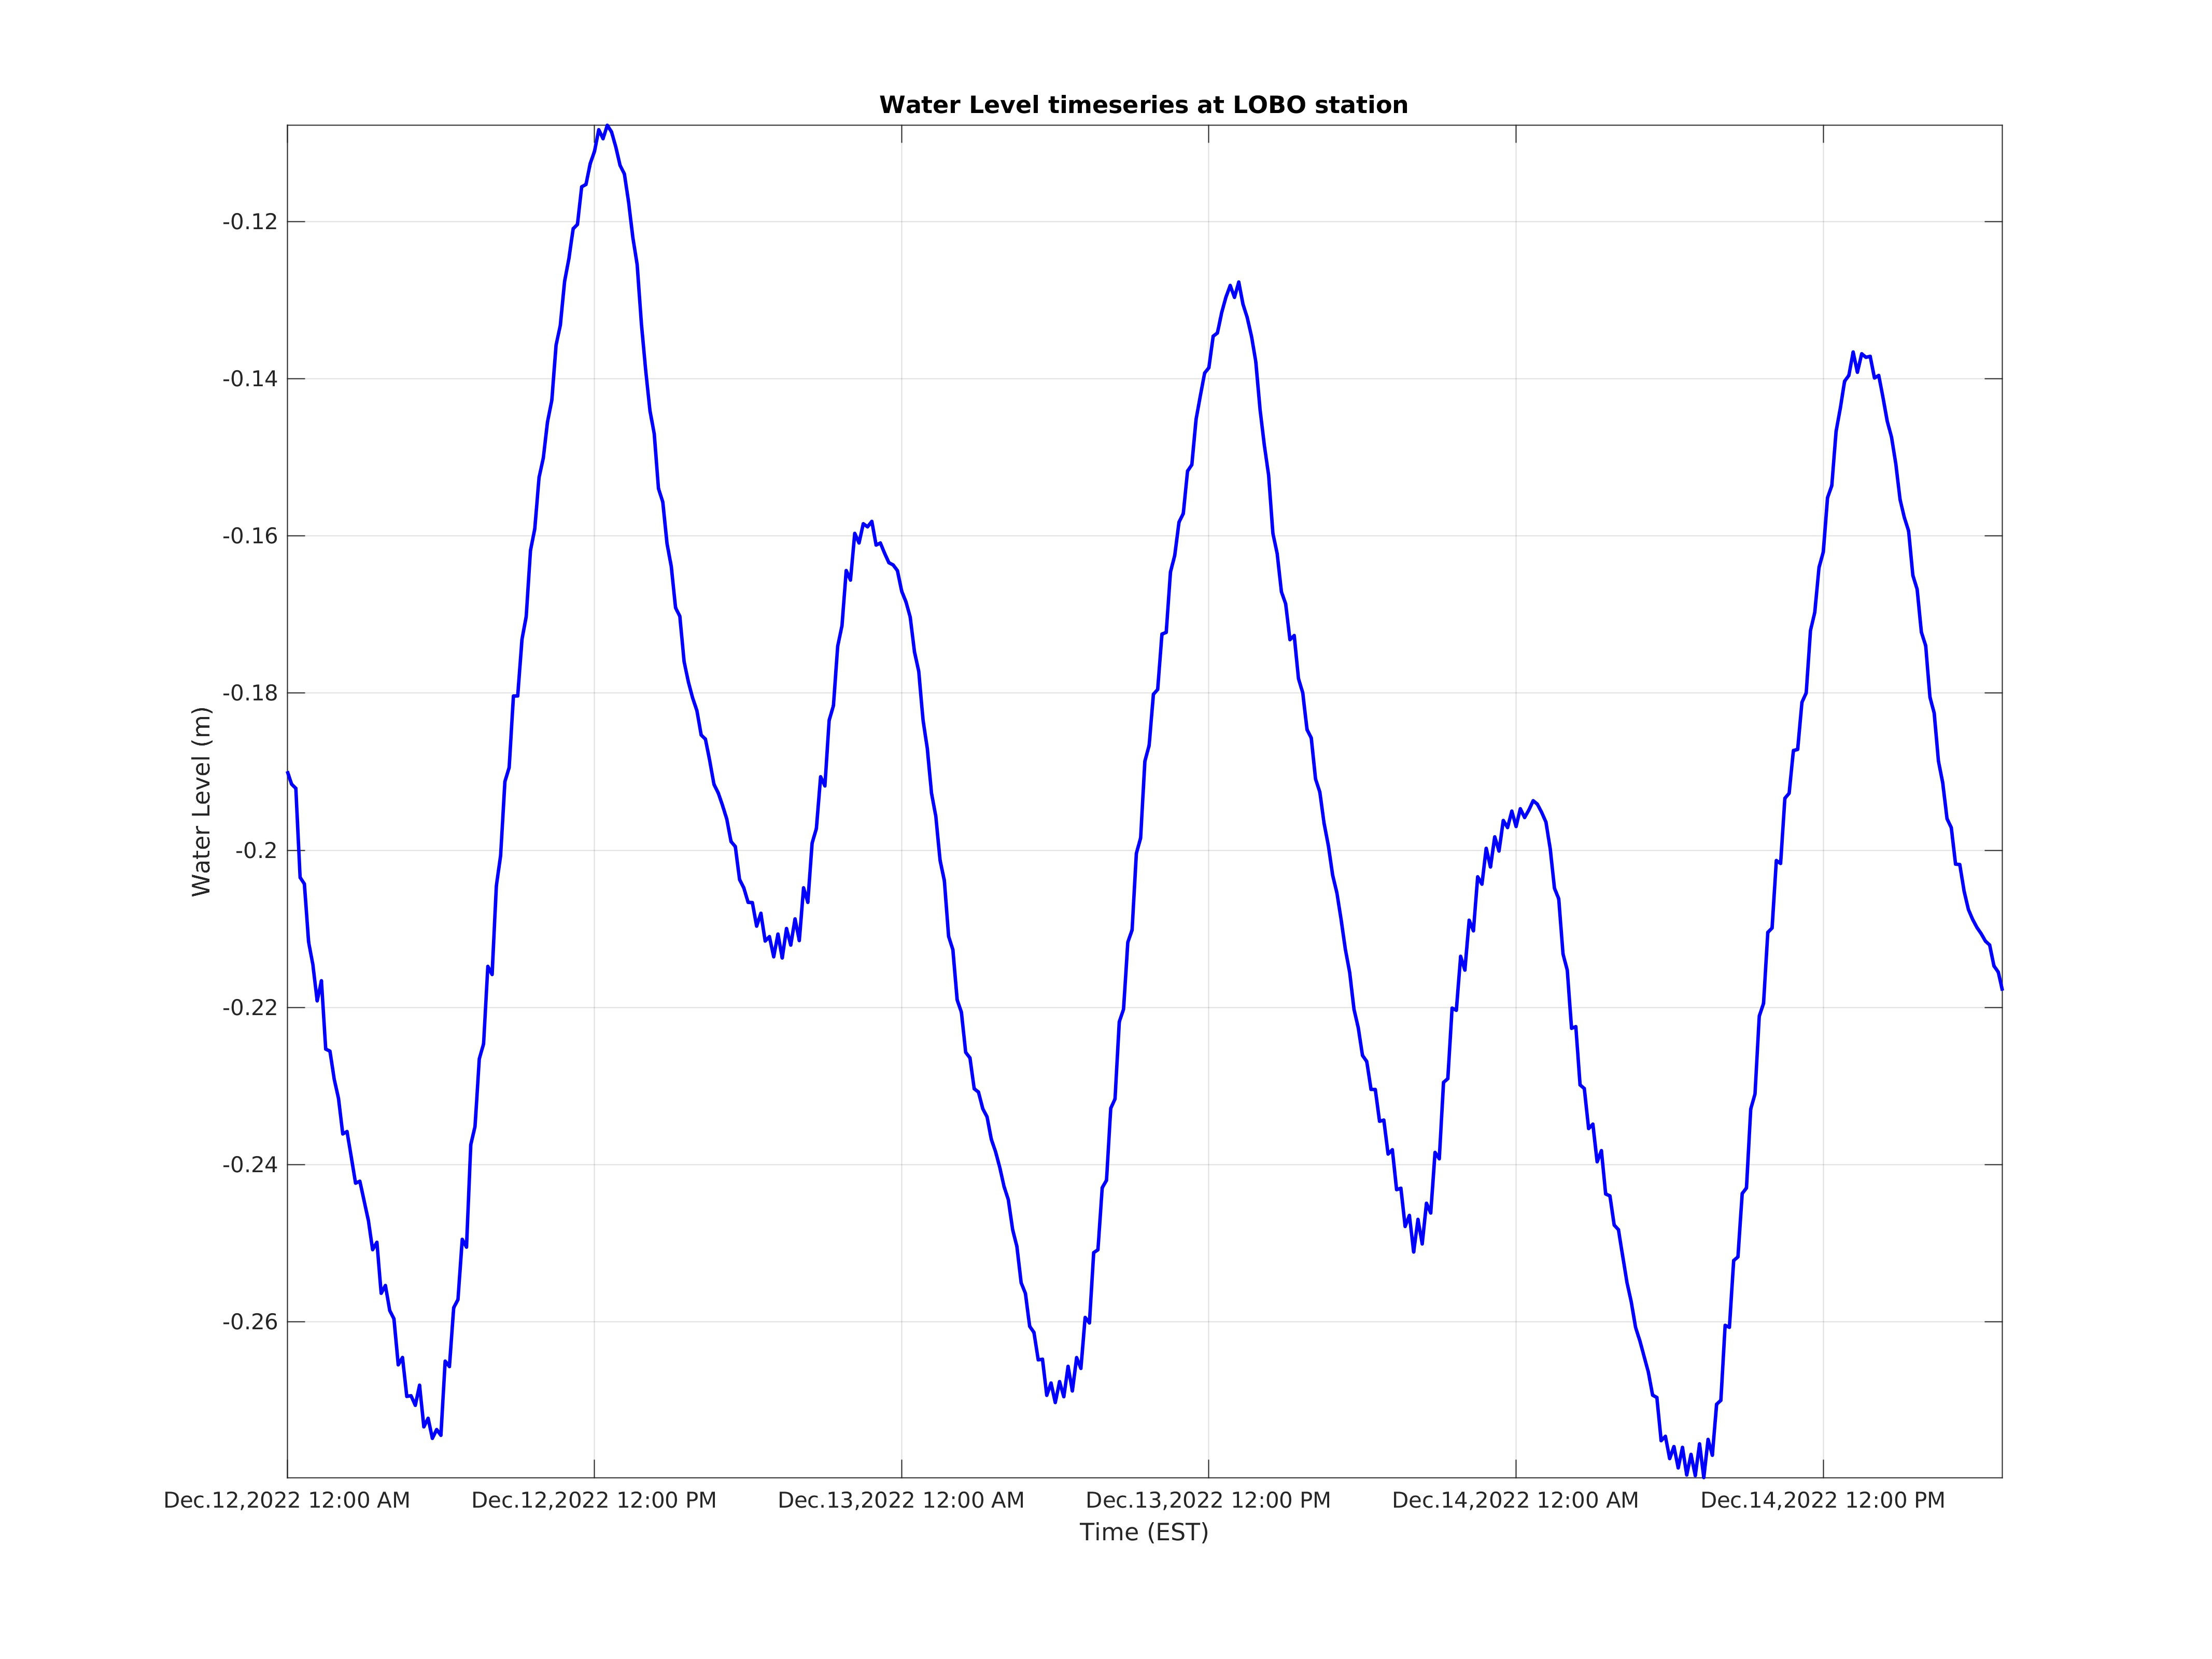 Water Level timeseries at LOBO station
-0.12
-0.14
-0.16
-0.18
-0.2
-0.22
-0.24
-0.26
Water Level (m)
Dec.12,2022 12:00 AM Dec.12,2022 12:00 PM Dec.13,2022 12:00 AM Dec.13,2022 12:00 PM Dec.14,2022 12:00 AM Dec.14,2022 12:00 PM
Time (EST)